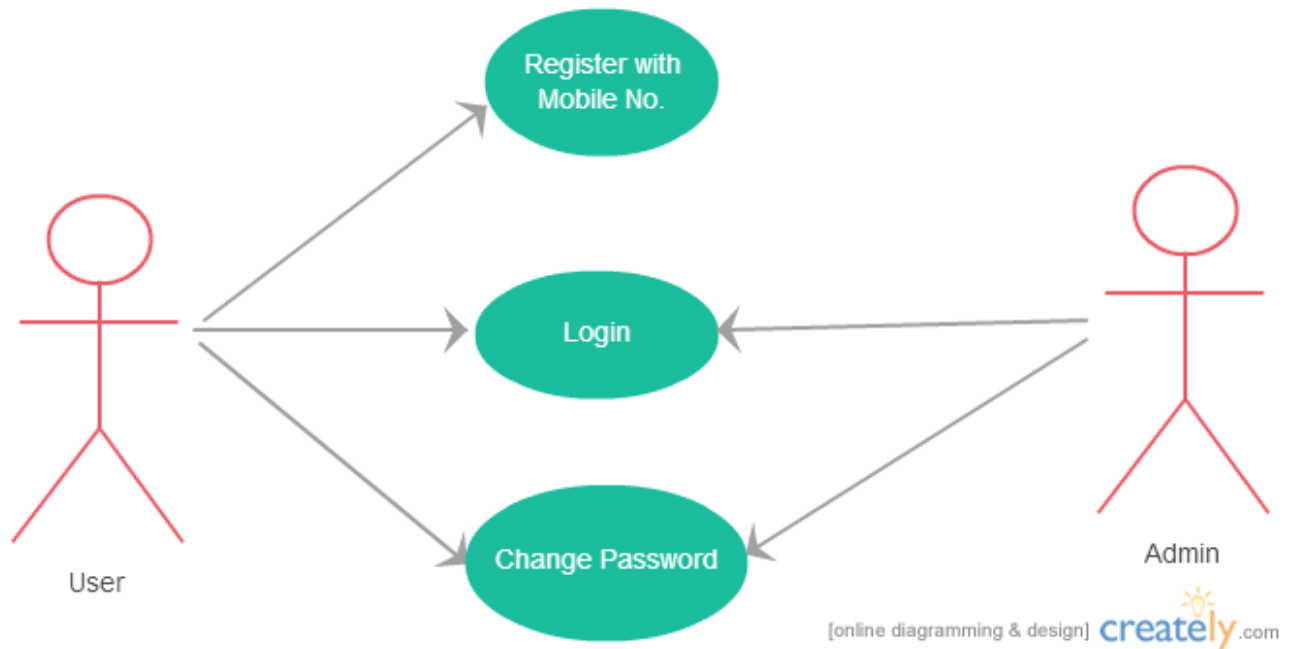 Register with
Mobile No.
Login
Change Password
User
Admin
[online diagramming & design] creately.com